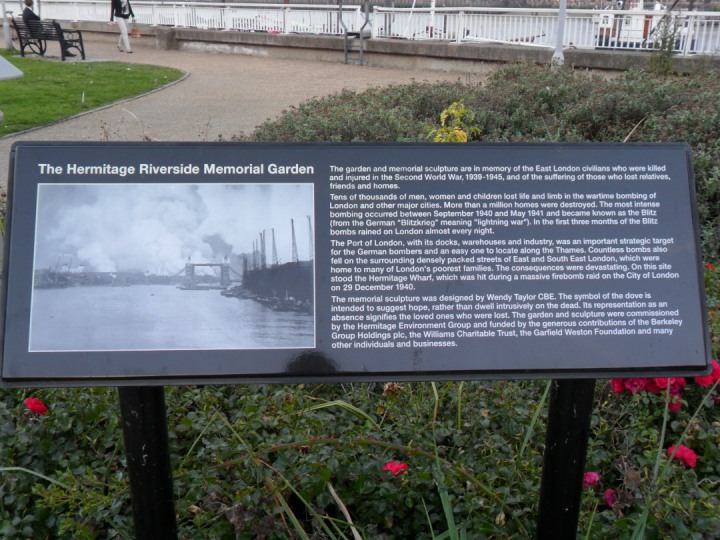 The Hermitage Riverside Memorial Garden
The garden and memorial sculpture are in memory of the East London civilians who were killed
and injured in the Second World War, 1939-1945, and of the suffering of those who lost relatives,
friends and homes.
Tens of thousands of men, women and children lost life and limb in the wartime bombing of
London and other major cities. More than a million homes were destroyed. The most intense
bombing occurred between September 1940 and May 1941 and became known as the Blitz
(from the German "Blitzkrieg" meaning "lightning war"). In the first three months of the Blitz
bombs rained on London almost every night.
The Port of London, with its docks, warehouses and industry, was an important strategic target
for the German bombers and an easy one to locate along the Thames. Countless bombs also
fell on the surrounding densely packed streets of East and South East London, which were
home to many of London's poorest families. The consequences were devastating. On this site
stood the Hermitage Wharf, which was hit during a massive firebomb raid on the City of London
on 29 December 1940.
The memorial sculpture was designed by Wendy Taylor CBE. The symbol of the dove is
intended to suggest hope, rather than dwell intrusively on the dead. Its representation as an
absence signifies the loved ones who were lost. The garden and sculpture were commissioned
by the Hermitage Environment Group and funded by the generous contributions of the Berkeley
Group Holdings plc, the Williams Charitable Trust, the Garfield Weston Foundation and many
other individuals and businesses.